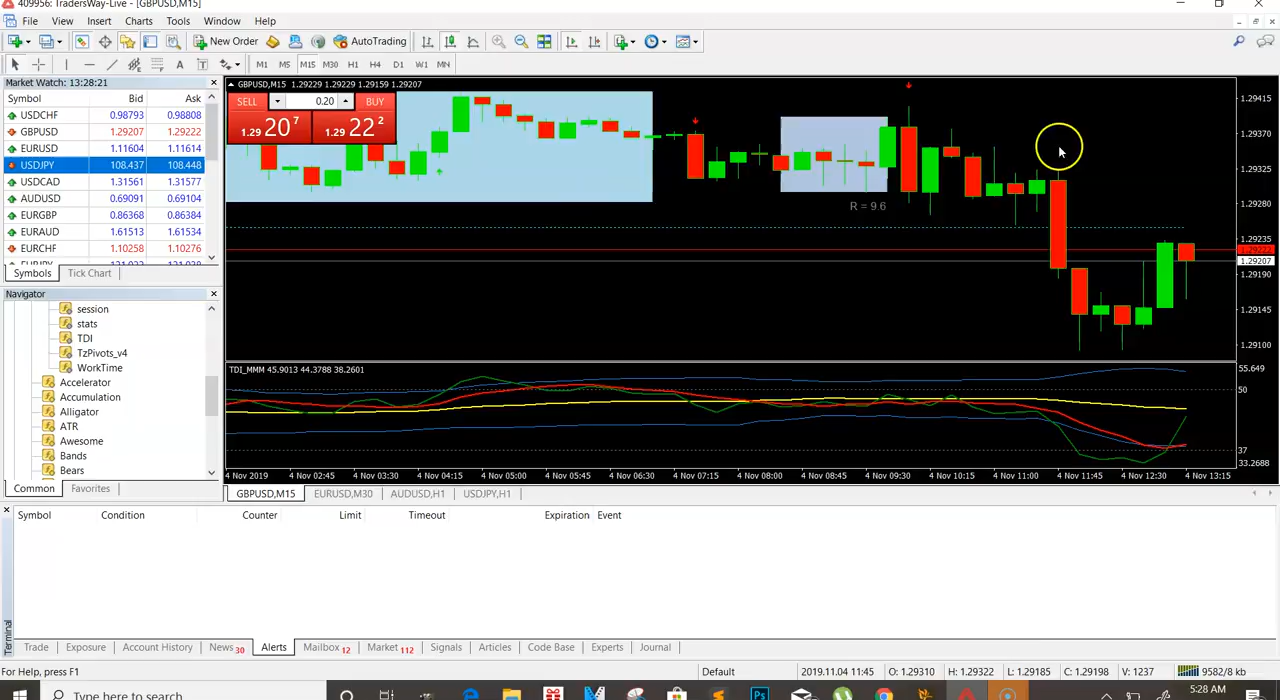 409956: TradersWay-Live - [GBPUSD,M15]
File View Insert Charts Tools Window Help
New Order AutoTrading
A T M1 M5 M15 M30 H1 H4 D1 W1 MN
Market Watch: 13:28:21
Symbol Bid Ask
USDCHF 0.98793 0.98808
GBPUSD 1.29207 1.29222
EURUSD 1.11604 1.11614
USDJPY 108.437 108.448
USDCAD 1.31561 1.31577
AUDUSD 0.69091 0.69104
EURGBP 0.86368 0.86384
EURAUD 1.61513 1.61534
EURCHF 1.10258 1.10276
Symbols Tick Chart
Navigator
session
stats
TDI
TzPivots_v4
WorkTime
Accelerator
Accumulation
Alligator
ATR
Awesome
Bands
Bears
Common Favorites
GBPUSD,M15 1.29229 1.29229 1.29159 1.29207
SELL 0.20 BUY
1.29 20 7 1.29 22 2
R = 9.6
1.29415
1.29370
1.29325
1.29280
1.29235
1.29222
1.29207
1.29190
1.29145
1.29100
TDI_MMM 45.9013 44.3788 38.2601
55.649
50
37
33.2688
4 Nov 2019 4 Nov 02:45 4 Nov 03:30 4 Nov 04:15 4 Nov 05:00 4 Nov 05:45 4 Nov 06:30 4 Nov 07:15 4 Nov 08:00 4 Nov 08:45 4 Nov 09:30 4 Nov 10:15 4 Nov 11:00 4 Nov 11:45 4 Nov 12:30 4 Nov 13:15
GBPUSD,M15 EURUSD,M30 AUDUSD,H1 USDJPY,H1
Symbol Condition Counter Limit Timeout Expiration Event
Terminal
Trade Exposure Account History News 30 Alerts Mailbox 12 Market 112 Signals Articles Code Base Experts Journal
For Help, press F1 Default 2019.11.04 11:45 O: 1.29310 H: 1.29322 L: 1.29185 C: 1.29198 V: 1237 9582/8 kb
Type here to search
5:28 AM